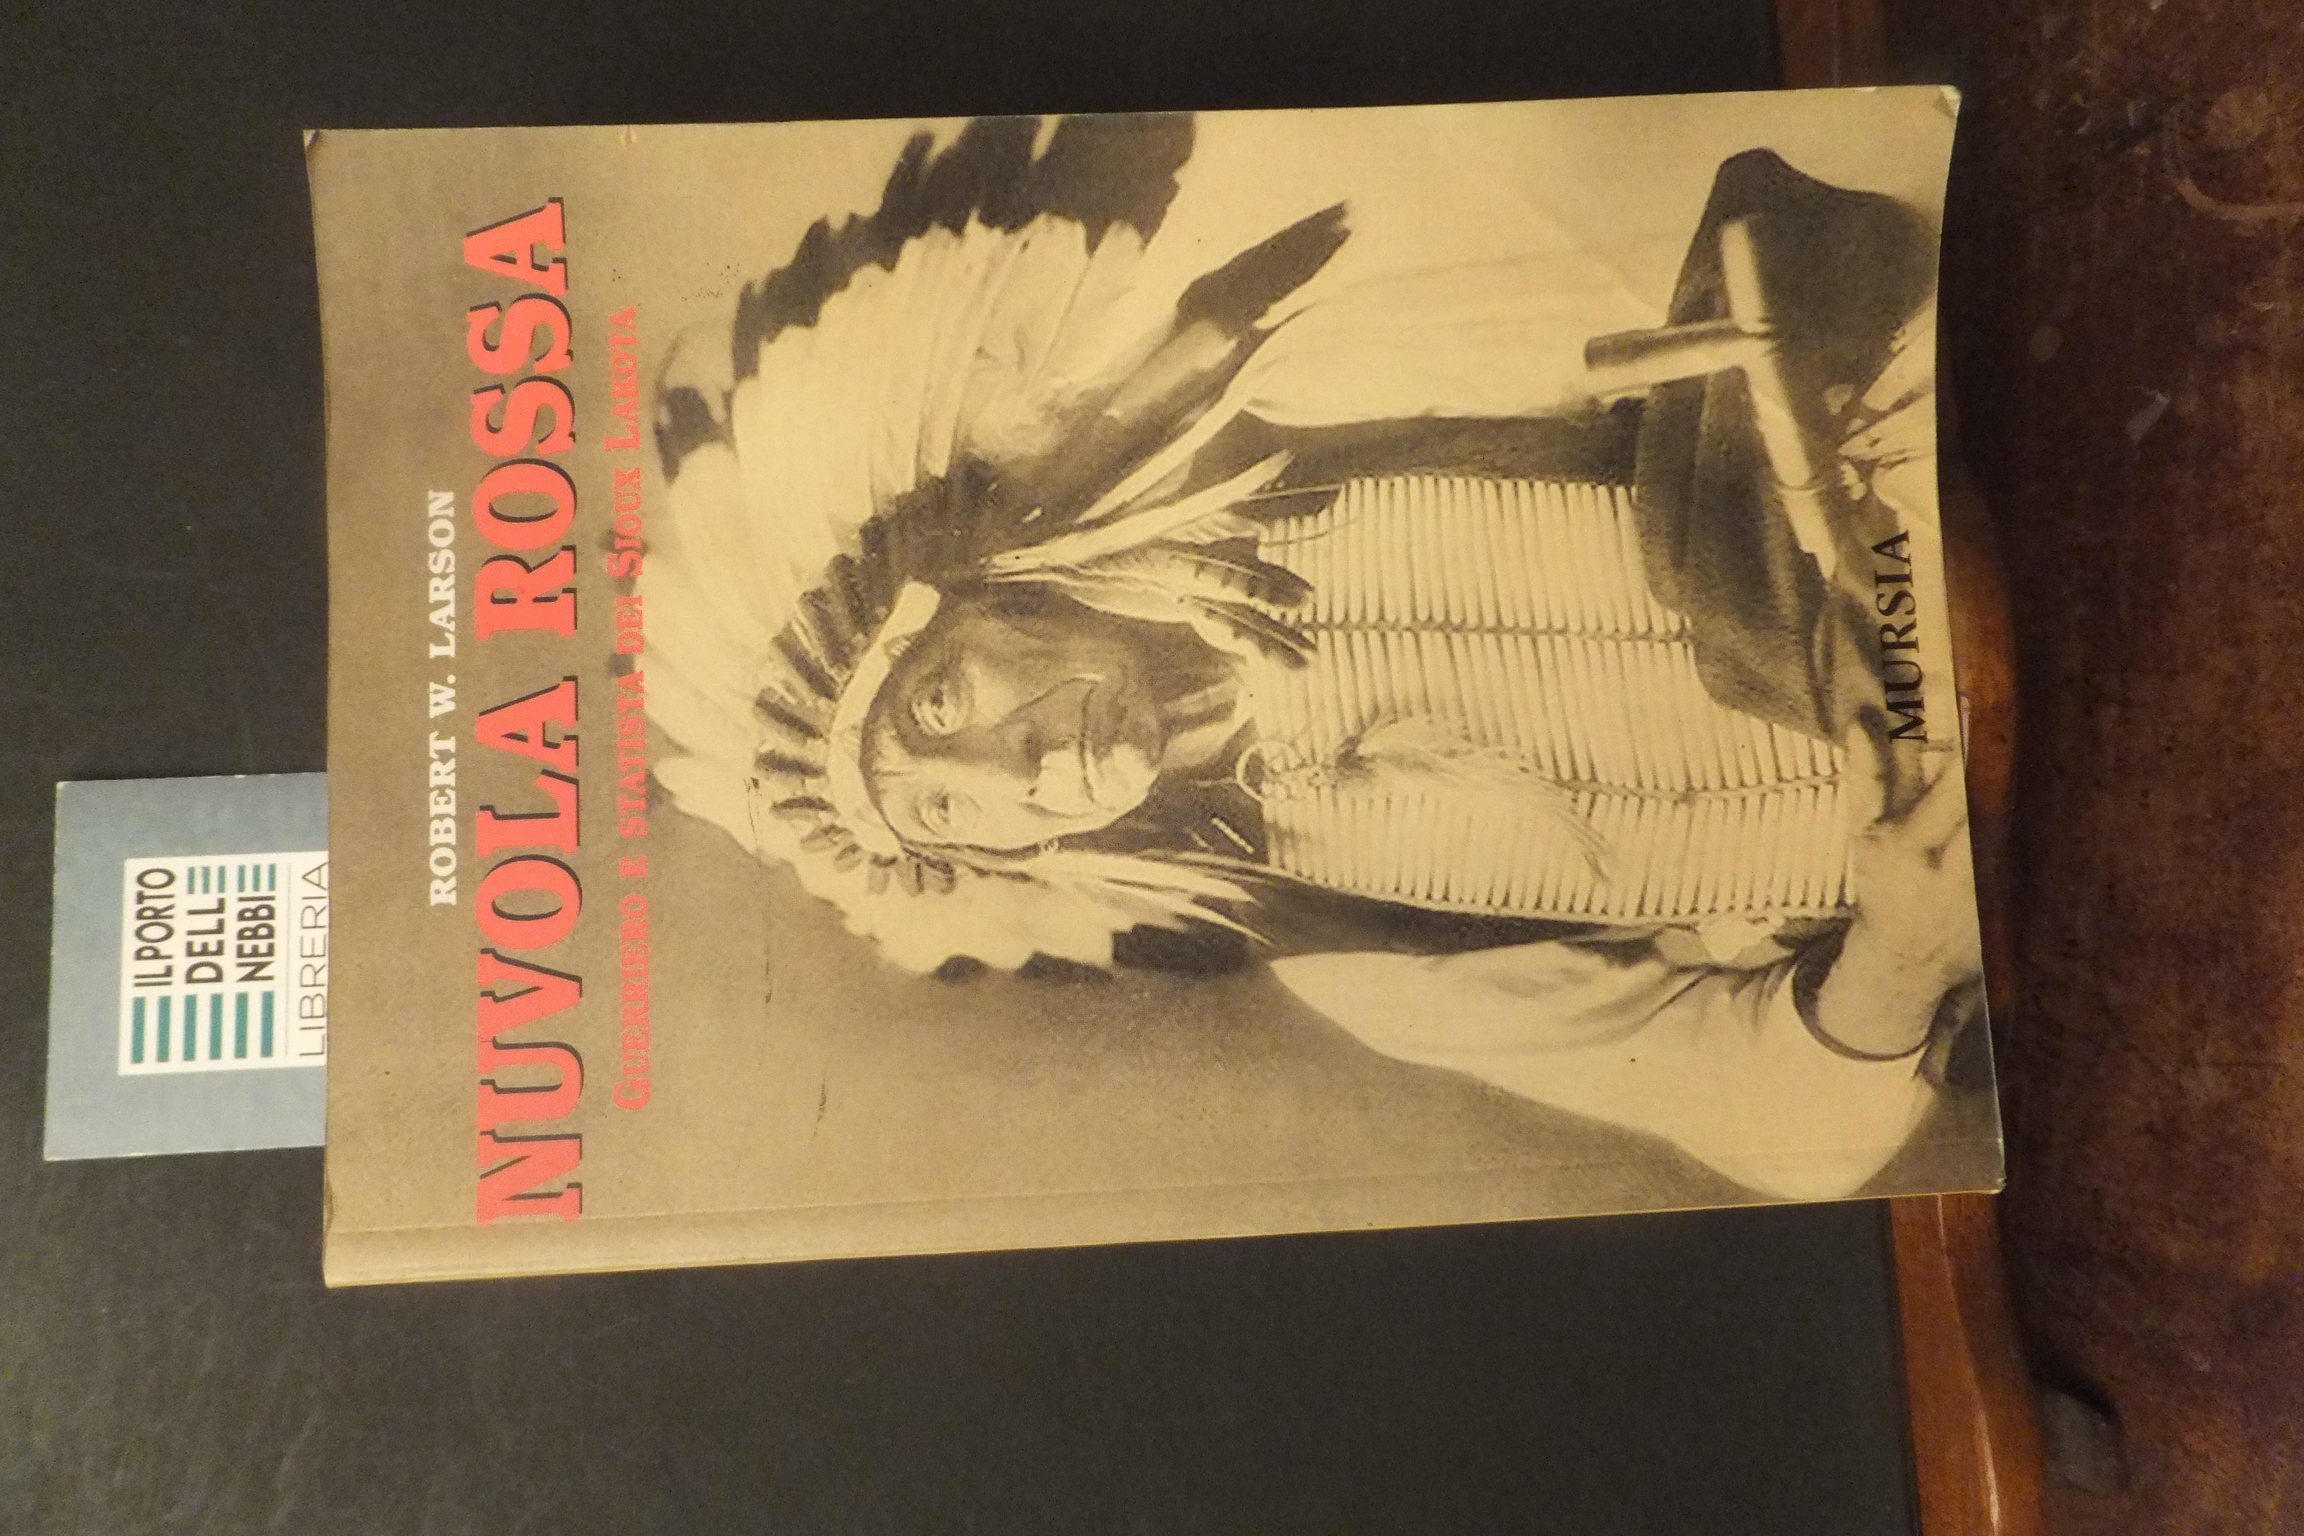 IL PORTO
DELLE
NEBBIE
LIBRERIA
ROBERT W. LARSON
NUVOLA ROSSA
GUERRIERO E STATISTA DEI SIOUX LAKOTA
MURSIA